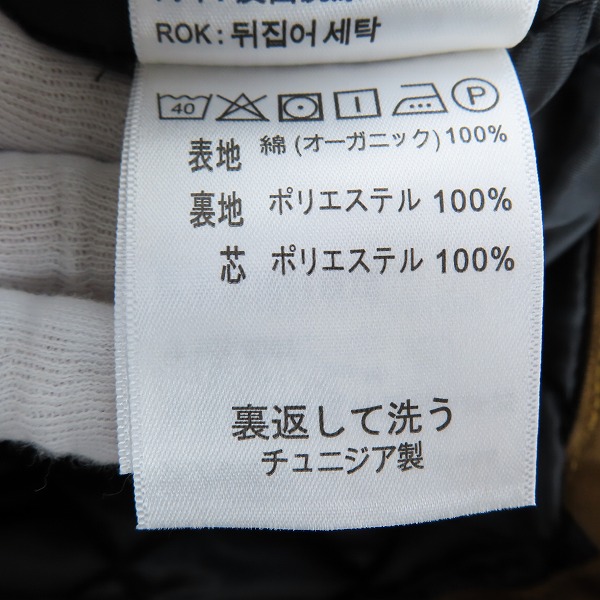 ROK : 뒤집어 세탁
40 P
表地 綿 (オーガニック) 100%
裏地 ポリエステル 100%
芯 ポリエステル 100%
裏返して洗う
チュニジア製